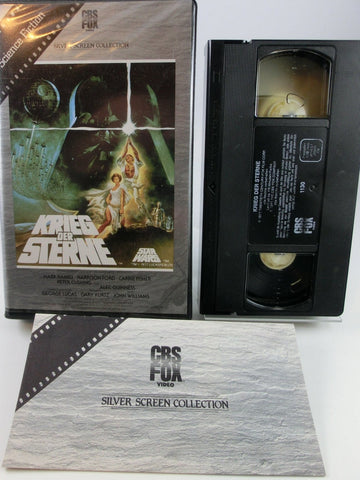 CBS
FOX
VIDEO
SILVER SCREEN COLLECTION
Science Fiction
KRIEG
DER
STERNE
STAR
WARS
MARK HAMILL · HARRISON FORD · CARRIE FISHER
PETER CUSHING
ALEC GUINNESS
GEORGE LUCAS · GARY KURTZ · JOHN WILLIAMS
KRIEG DER STERNE
1130
CBS
FOX
CBS
FOX
VIDEO
SILVER SCREEN COLLECTION